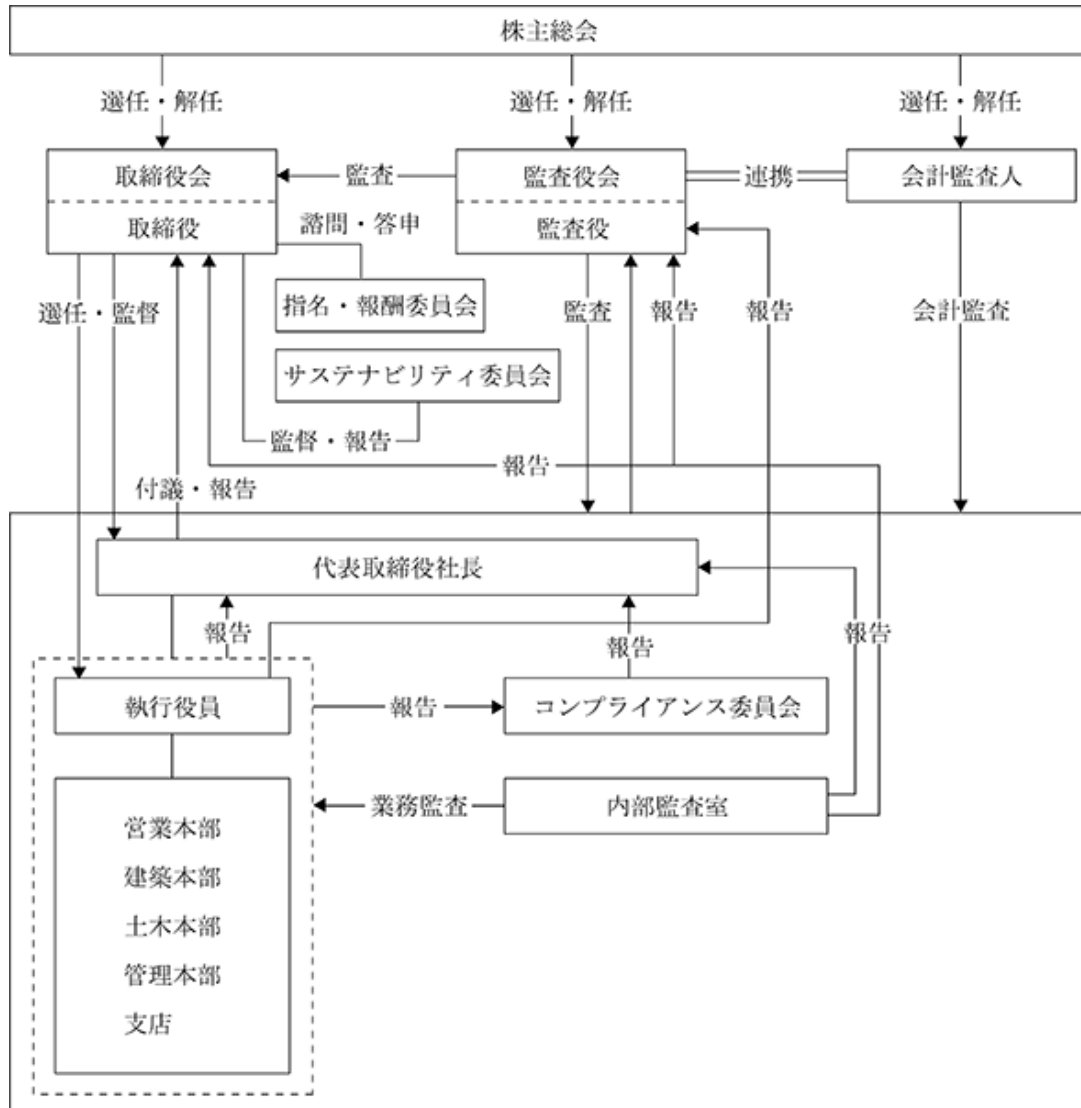 株主総会
選任・解任
選任・解任
選任・解任
取締役会
監査
監査役会
連携
会計監査人
取締役
諮問・答申
監査役
指名・報酬委員会
選任・監督
監査
報告
報告
会計監査
サステナビリティ委員会
監督・報告
報告
付議・報告
代表取締役社長
報告
報告
報告
執行役員
報告
コンプライアンス委員会
業務監査
内部監査室
営業本部
建築本部
土木本部
管理本部
支店